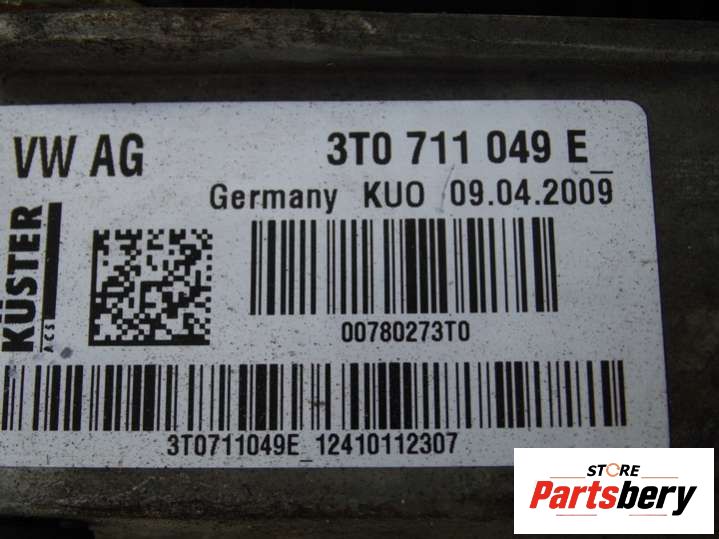 VW AG
3T0 711 049 E_
Germany KUO 09.04.2009
KÜSTER
ACS
00780273T0
3T0711049E_12410112307
STORE
Partsbery